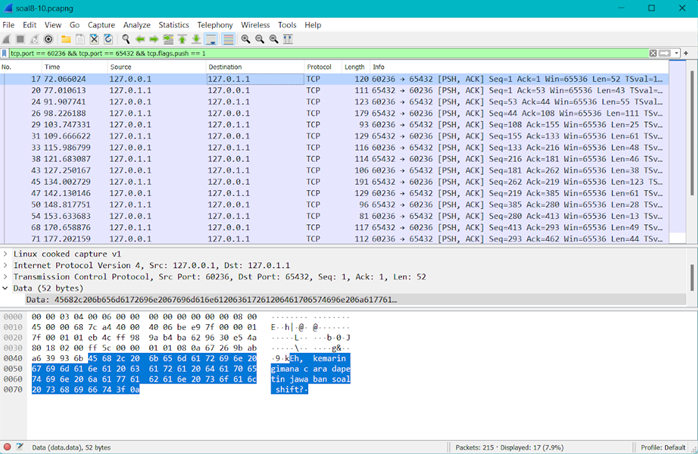 soal8-10.pcapng
File Edit View Go Capture Analyze Statistics Telephony Wireless Tools Help
tcp.port == 60236 && tcp.port == 65432 && tcp.flags.push == 1
No. Time Source Destination Protocol Length Info
17 72.066024 127.0.0.1 127.0.1.1 TCP 120 60236 → 65432 [PSH, ACK] Seq=1 Ack=1 Win=65536 Len=52 TSval=1…
20 77.010613 127.0.0.1 127.0.1.1 TCP 111 65432 → 60236 [PSH, ACK] Seq=1 Ack=53 Win=65536 Len=43 TSval=…
24 91.907741 127.0.0.1 127.0.1.1 TCP 123 60236 → 65432 [PSH, ACK] Seq=53 Ack=44 Win=65536 Len=55 TSv…
26 98.226188 127.0.0.1 127.0.1.1 TCP 179 65432 → 60236 [PSH, ACK] Seq=44 Ack=108 Win=65536 Len=111 TSv…
29 103.747331 127.0.0.1 127.0.1.1 TCP 93 60236 → 65432 [PSH, ACK] Seq=108 Ack=155 Win=65536 Len=25 TSv…
31 109.666622 127.0.0.1 127.0.1.1 TCP 129 65432 → 60236 [PSH, ACK] Seq=155 Ack=133 Win=65536 Len=61 TSv…
33 115.986799 127.0.0.1 127.0.1.1 TCP 116 60236 → 65432 [PSH, ACK] Seq=133 Ack=216 Win=65536 Len=48 TSv…
38 121.683087 127.0.0.1 127.0.1.1 TCP 114 65432 → 60236 [PSH, ACK] Seq=216 Ack=181 Win=65536 Len=46 TSv…
43 127.250167 127.0.0.1 127.0.1.1 TCP 106 60236 → 65432 [PSH, ACK] Seq=181 Ack=262 Win=65536 Len=38 TSv…
45 134.002729 127.0.0.1 127.0.1.1 TCP 191 65432 → 60236 [PSH, ACK] Seq=262 Ack=219 Win=65536 Len=123 TS…
47 142.130146 127.0.0.1 127.0.1.1 TCP 129 60236 → 65432 [PSH, ACK] Seq=219 Ack=385 Win=65536 Len=61 TSv…
50 148.817751 127.0.0.1 127.0.1.1 TCP 96 65432 → 60236 [PSH, ACK] Seq=385 Ack=280 Win=65536 Len=28 TSv…
54 153.633683 127.0.0.1 127.0.1.1 TCP 81 60236 → 65432 [PSH, ACK] Seq=280 Ack=413 Win=65536 Len=13 TSv…
68 170.658876 127.0.0.1 127.0.1.1 TCP 117 65432 → 60236 [PSH, ACK] Seq=413 Ack=293 Win=65536 Len=49 TSv…
71 177.202159 127.0.0.1 127.0.1.1 TCP 112 60236 → 65432 [PSH, ACK] Seq=293 Ack=462 Win=65536 Len=44 TSv…
Linux cooked capture v1
Internet Protocol Version 4, Src: 127.0.0.1, Dst: 127.0.1.1
Transmission Control Protocol, Src Port: 60236, Dst Port: 65432, Seq: 1, Ack: 1, Len: 52
Data (52 bytes)
Data: 45682c206b656d6172696e2067696d616e61206361726120646170657​4696e206a617761…
0000 00 00 03 04 00 06 00 00 00 00 00 00 00 00 08 00
0010 45 00 00 68 7c a4 40 00 40 06 be e9 7f 00 00 01 E··h|·@· @·······
0020 7f 00 01 01 eb 4c ff 98 9a b4 ba 62 96 30 e5 4a ·····L·· ···b·0·J
0030 80 18 02 00 ff 5c 00 00 01 01 08 0a 67 26 9b ab ·····\·· ····g&··
0040 a6 39 93 6b 45 68 2c 20 6b 65 6d 61 72 69 6e 20 ·9·kEh, kemarin
0050 67 69 6d 61 6e 61 20 63 61 72 61 20 64 61 70 65 gimana c ara dape
0060 74 69 6e 20 6a 61 77 61 62 61 6e 20 73 6f 61 6c tin jawa ban soal
0070 20 73 68 69 66 74 3f 0a shift?·
Data (data.data), 52 bytes
Packets: 215 · Displayed: 17 (7.9%)
Profile: Default